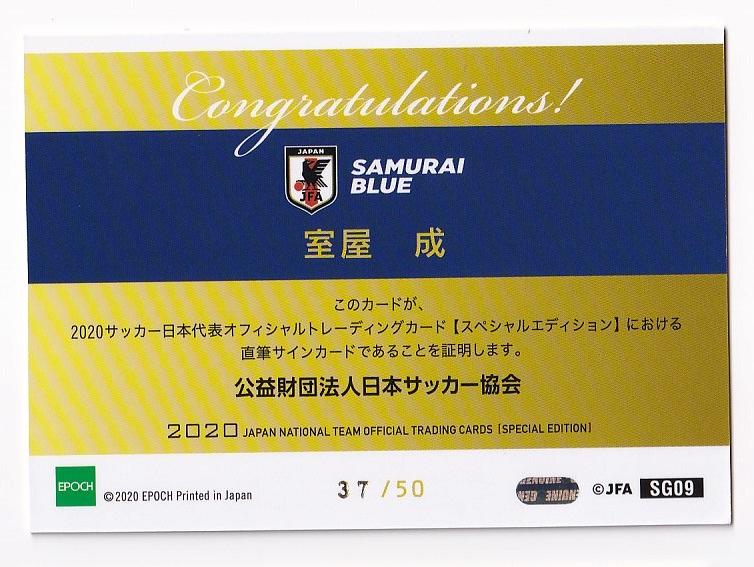 Congratulations!
JAPAN
JFA
SAMURAI
BLUE
室屋 成
このカードが、
2020サッカー日本代表オフィシャルトレーディングカード【スペシャルエディション】における
直筆サインカードであることを証明します。
公益財団法人日本サッカー協会
2020 JAPAN NATIONAL TEAM OFFICIAL TRADING CARDS [SPECIAL EDITION]
EPOCH
©2020 EPOCH Printed in Japan
37/50
©JFA
SG09